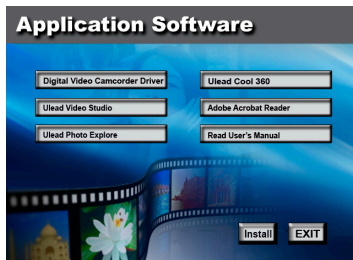 Application Software
Digital Video Camcorder Driver
Ulead Video Studio
Ulead Photo Explore
Ulead Cool 360
Adobe Acrobat Reader
Read User's Manual
Install
EXIT